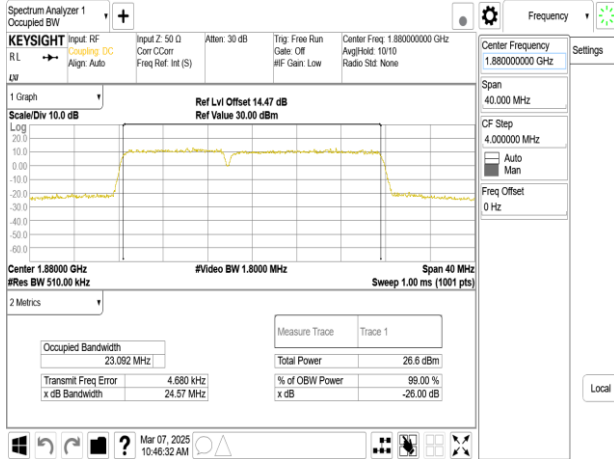 Spectrum Analyzer 1
Occupied BW
+
Frequency
KEYSIGHT Input: RF Input Z: 50 Ω Atten: 30 dB Trig: Free Run Center Freq: 1.880000000 GHz
RL Coupling: DC Corr CCorr Gate: Off Avg|Hold: 10/10
Align: Auto Freq Ref: Int (S) #IF Gain: Low Radio Std: None
LXI
Center Frequency
1.880000000 GHz
Settings
Span
40.000 MHz
CF Step
4.000000 MHz
Auto
Man
Freq Offset
0 Hz
Local
1 Graph
Ref Lvl Offset 14.47 dB
Scale/Div 10.0 dB Ref Value 30.00 dBm
Log
20.0
10.0
0.00
-10.0
-20.0
-30.0
-40.0
-50.0
-60.0
Center 1.88000 GHz #Video BW 1.8000 MHz Span 40 MHz
#Res BW 510.00 kHz Sweep 1.00 ms (1001 pts)
2 Metrics
Measure Trace Trace 1
Occupied Bandwidth
23.092 MHz Total Power 26.6 dBm
Transmit Freq Error 4.680 kHz % of OBW Power 99.00 %
x dB Bandwidth 24.57 MHz x dB -26.00 dB
? Mar 07, 2025
10:46:32 AM